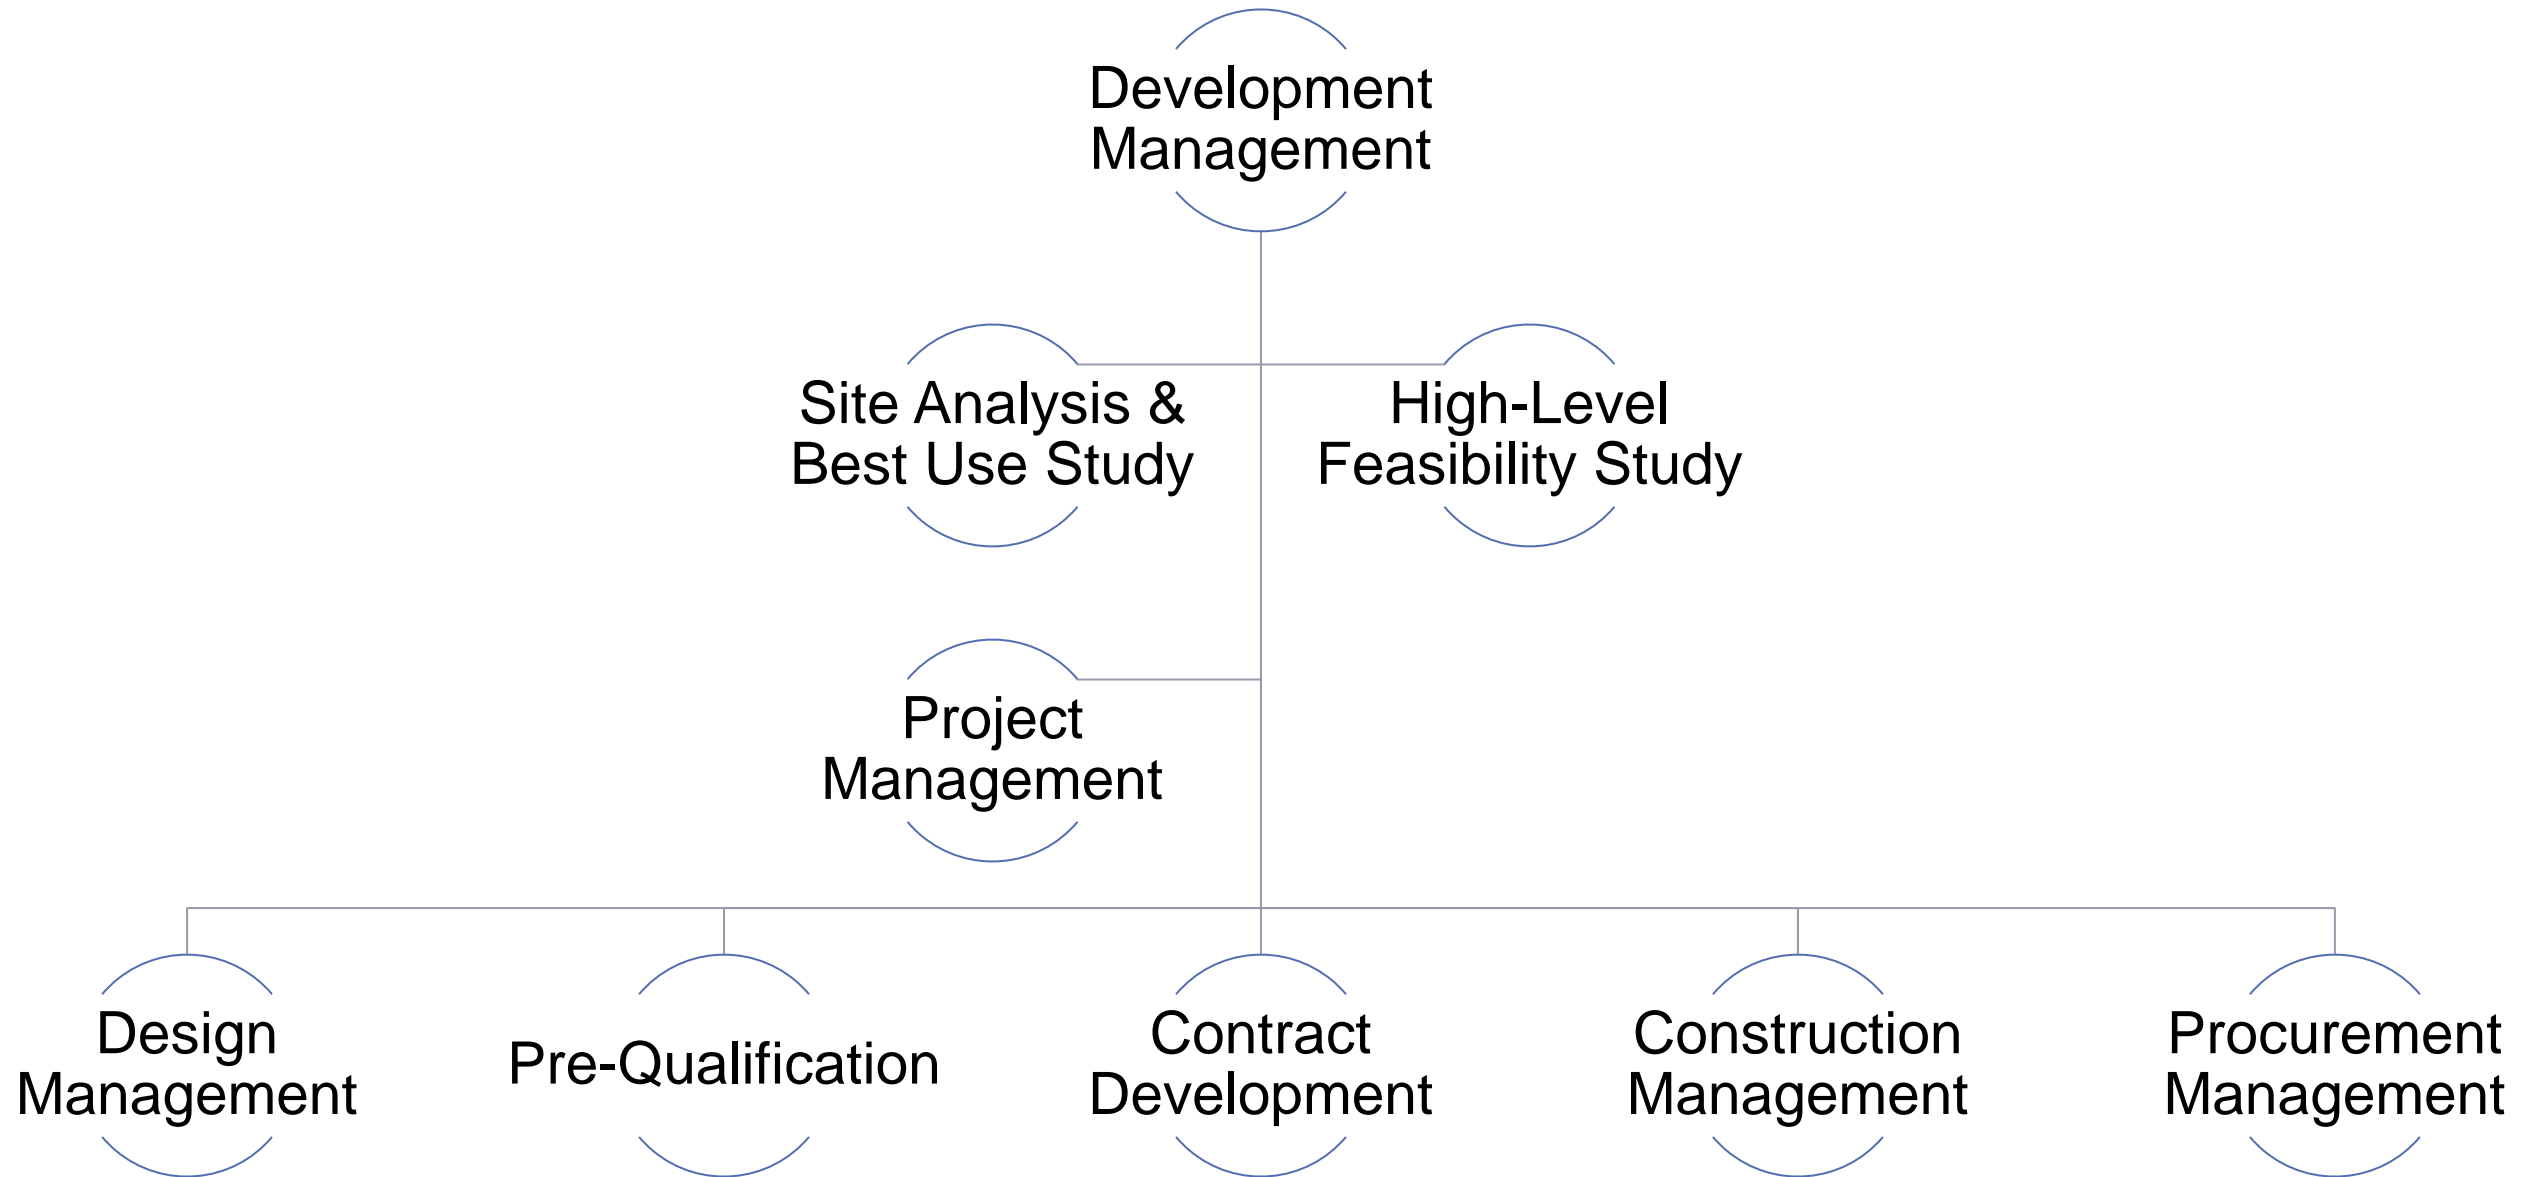 Development
Management
Site Analysis &
Best Use Study
High-Level
Feasibility Study
Project
Management
Design
Management
Pre-Qualification
Contract
Development
Construction
Management
Procurement
Management